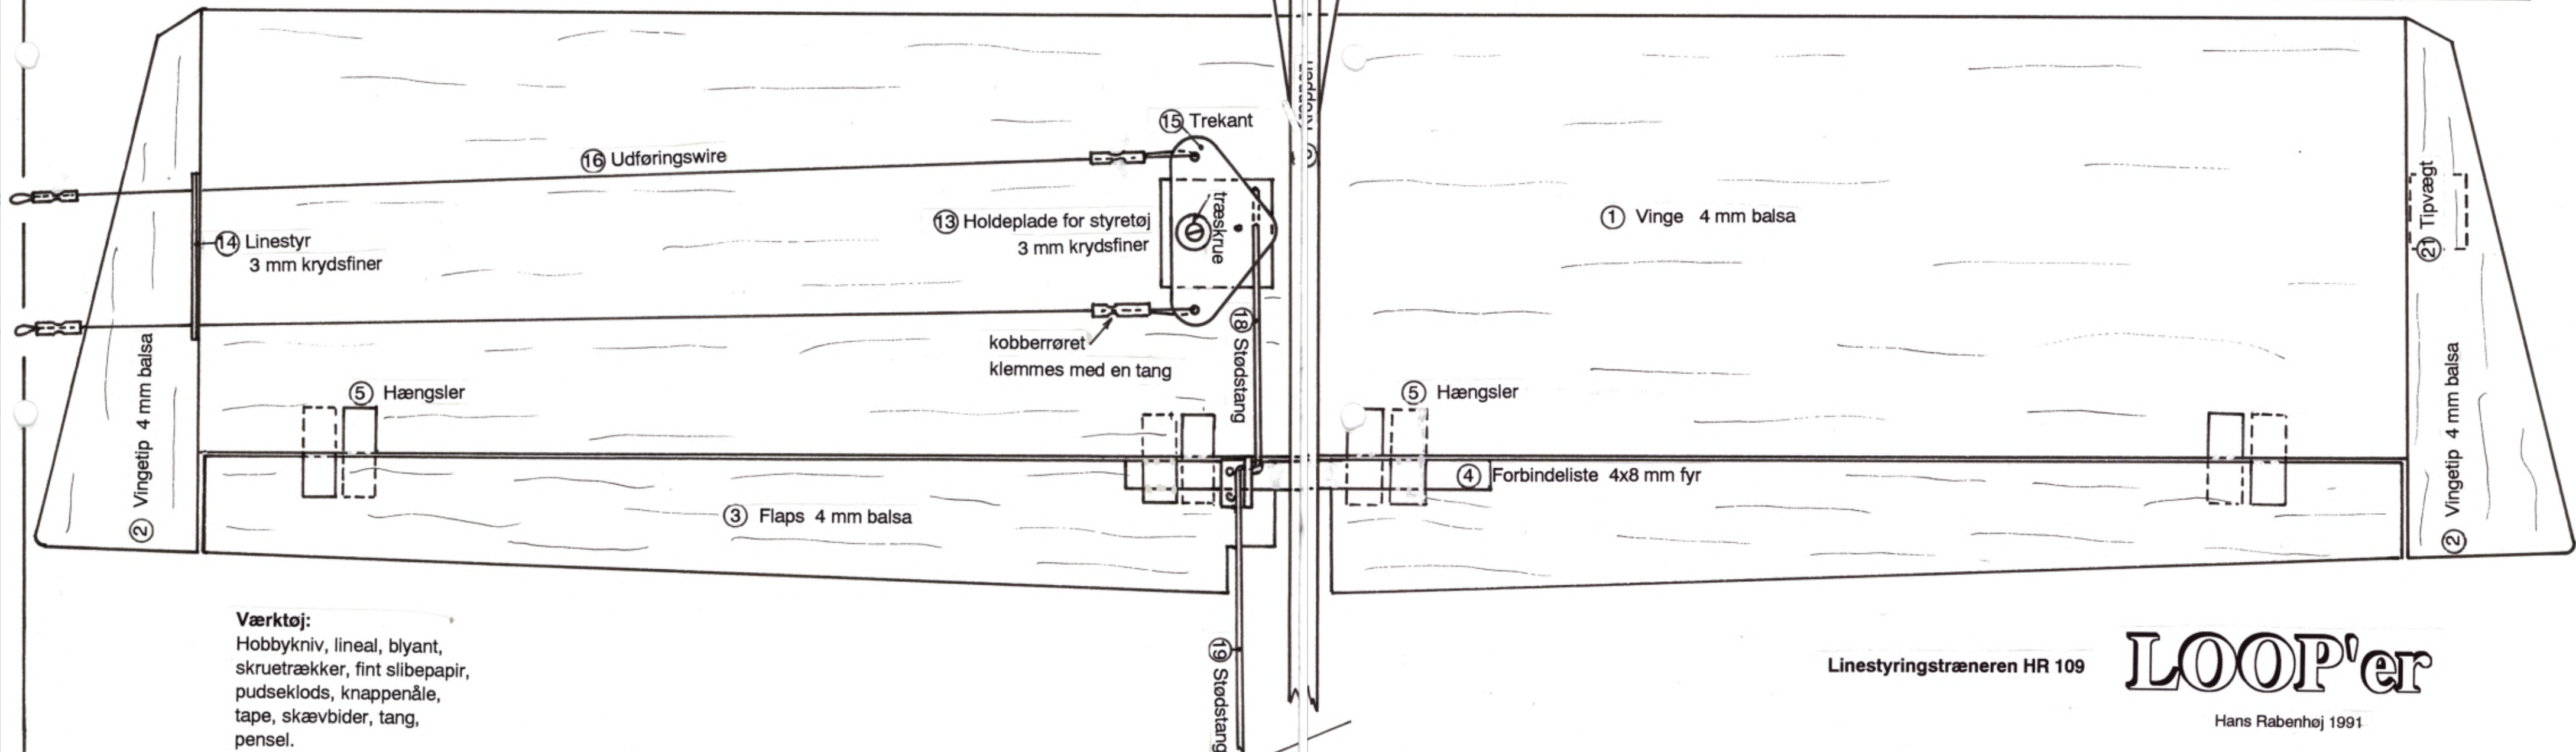 15 Trekant
16 Udføringswire
træskrue
13 Holdeplade for styretøj
3 mm krydsfiner
14 Linestyr
3 mm krydsfiner
1 Vinge 4 mm balsa
21 Tipvægt
kobberrøret
klemmes med en tang
18 Stødstang
5 Hængsler
5 Hængsler
2 Vingetip 4 mm balsa
2 Vingetip 4 mm balsa
4 Forbindeliste 4x8 mm fyr
3 Flaps 4 mm balsa
19 Stødstang
Værktøj:
Hobbykniv, lineal, blyant,
skruetrækker, fint slibepapir,
pudseklods, knappenåle,
tape, skævbider, tang,
pensel.
Linestyringstræneren HR 109
LOOP'er
Hans Rabenhøj 1991